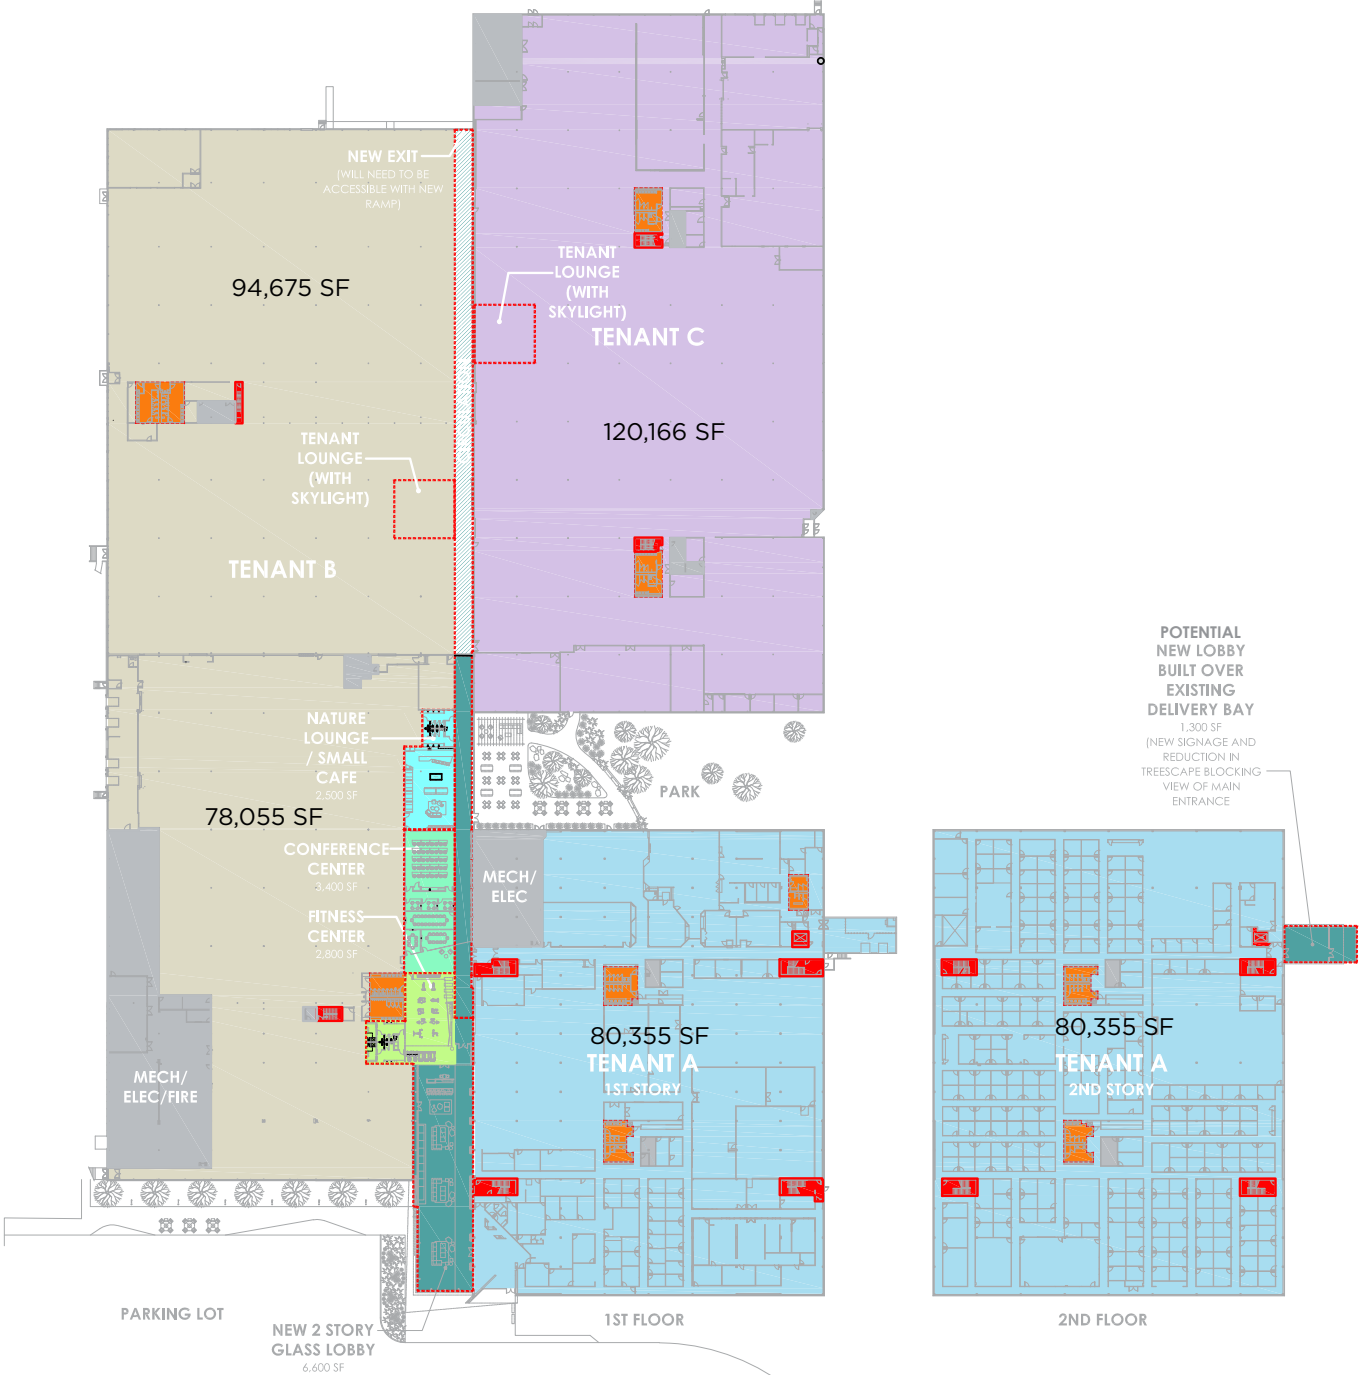 NEW EXIT
(WILL NEED TO BE
ACCESSIBLE WITH NEW
RAMP)
94,675 SF
TENANT
LOUNGE
(WITH
SKYLIGHT)
TENANT C
120,166 SF
TENANT
LOUNGE
(WITH
SKYLIGHT)
TENANT B
POTENTIAL
NEW LOBBY
BUILT OVER
EXISTING
DELIVERY BAY
1,300 SF
(NEW SIGNAGE AND
REDUCTION IN
TREESCAPE BLOCKING
VIEW OF MAIN
ENTRANCE
NATURE
LOUNGE
/ SMALL
CAFE
2,500 SF
78,055 SF
PARK
CONFERENCE
CENTER
3,400 SF
MECH/
ELEC
FITNESS
CENTER
2,800 SF
80,355 SF
TENANT A
1ST STORY
80,355 SF
TENANT A
2ND STORY
MECH/
ELEC/FIRE
PARKING LOT
NEW 2 STORY
GLASS LOBBY
6,600 SF
1ST FLOOR
2ND FLOOR